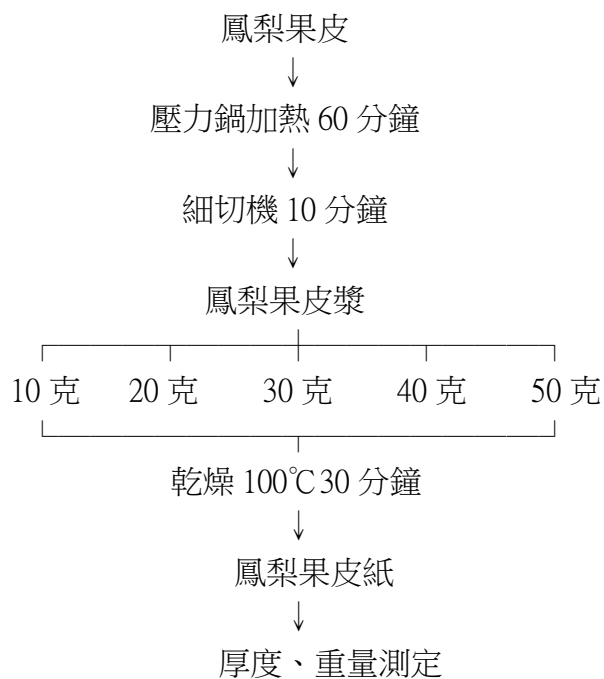 鳳梨果皮
↓
壓力鍋加熱 60 分鐘
↓
細切機 10 分鐘
↓
鳳梨果皮漿
10 克 20 克 30 克 40 克 50 克
乾燥 100℃30 分鐘
↓
鳳梨果皮紙
↓
厚度、重量測定